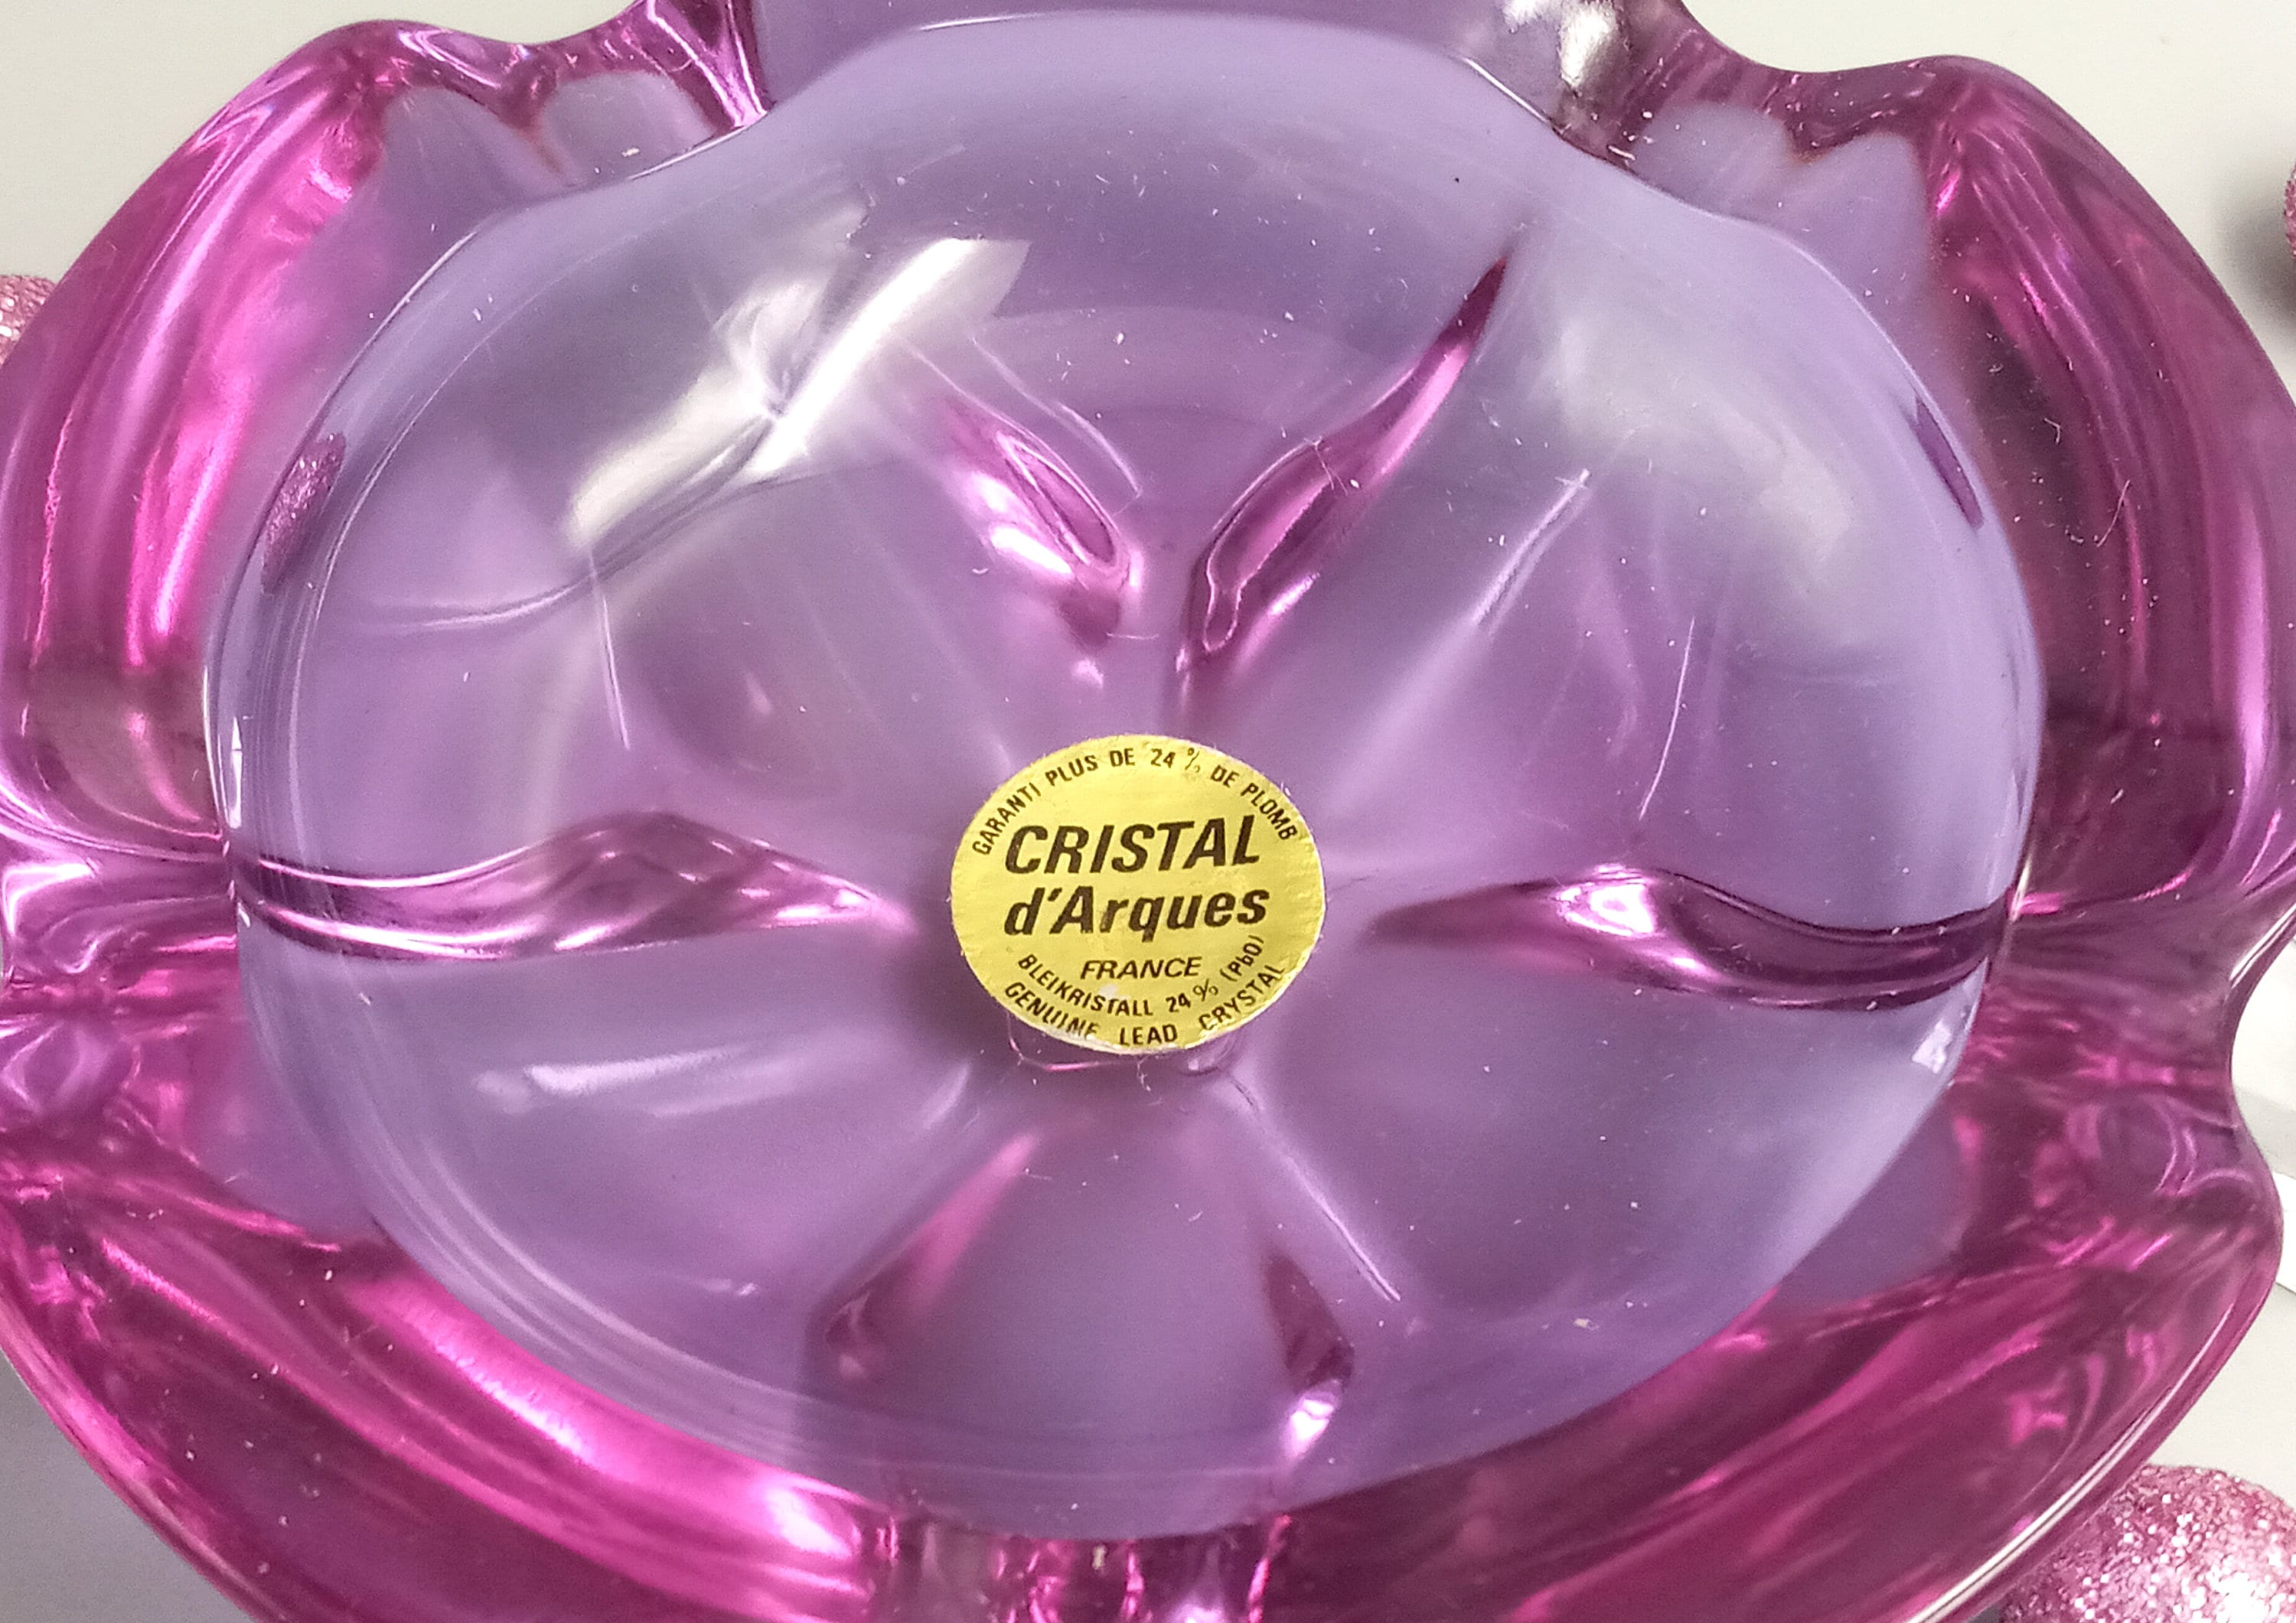 GARANTI PLUS DE 24 % DE PLOMB
CRISTAL
d'Arques
FRANCE
BLEIKRISTALL 24 % (PbO)
GENUINE LEAD CRYSTAL